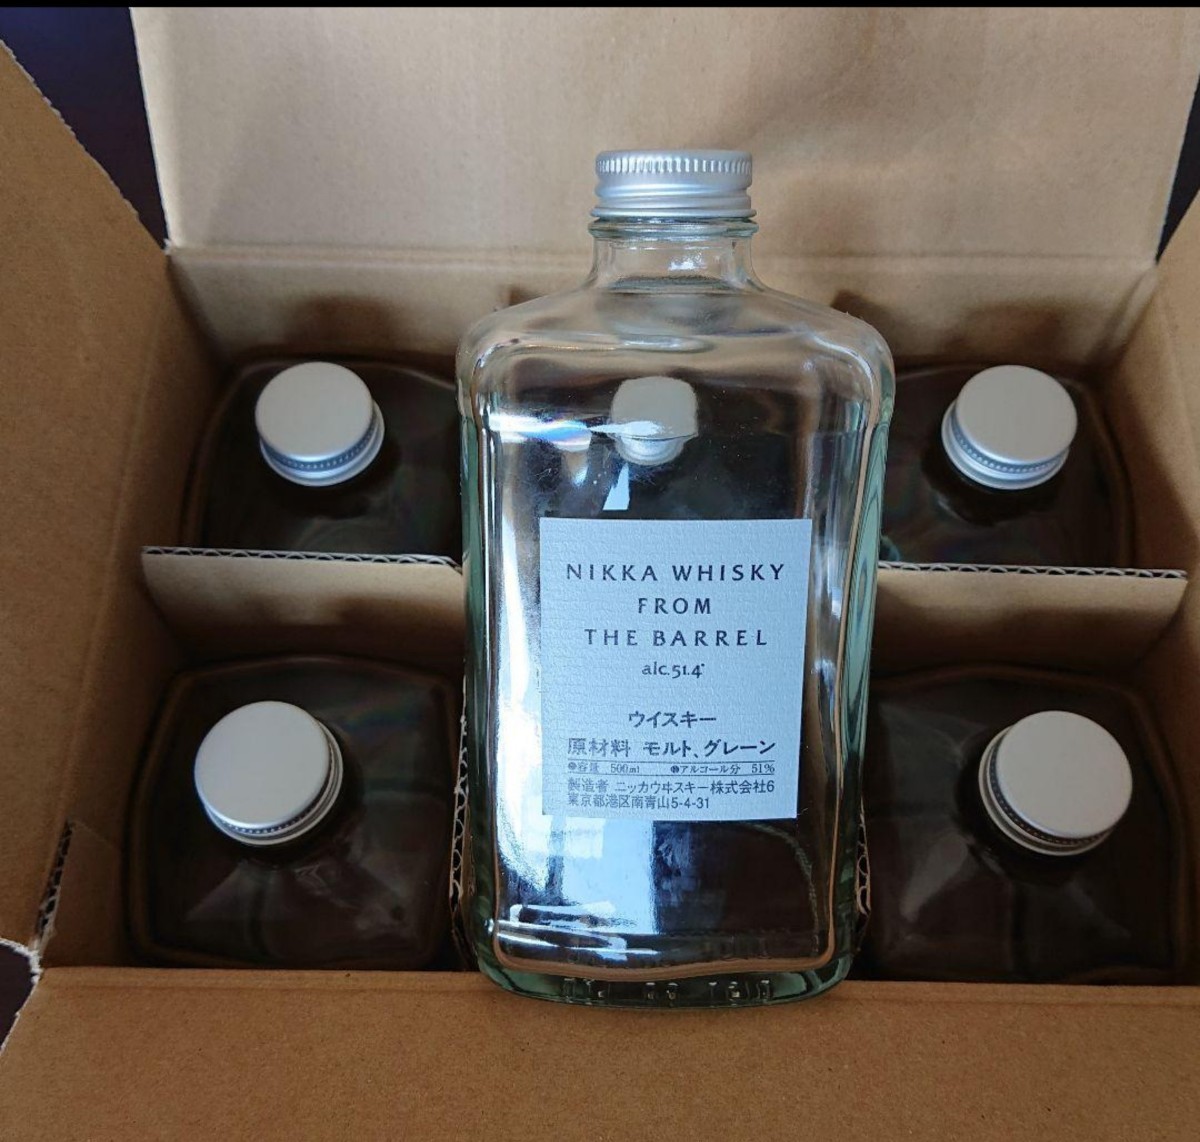 NIKKA WHISKY
FROM
THE BARREL
alc.51.4°
ウイスキー
原材料 モルト、グレーン
●容量 500ml ●アルコール分 51%
製造者 ニッカウヰスキー株式会社6
東京都港区南青山5-4-31